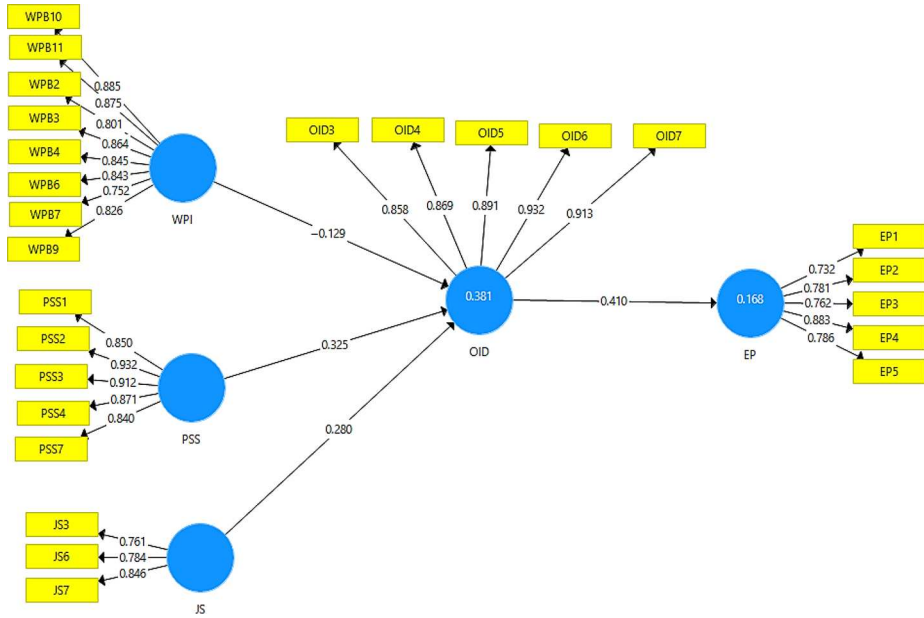 WPB10
WPB11
WPB2
WPB3
WPB4
WPB6
WPB7
WPB9
0.885
0.875
0.801
0.864
0.845
0.843
0.752
0.826
WPI
−0.129
OID3
OID4
OID5
OID6
OID7
0.858
0.869
0.891
0.932
0.913
0.381
OID
0.410
0.168
EP
EP1
EP2
EP3
EP4
EP5
0.732
0.781
0.762
0.883
0.786
PSS1
PSS2
PSS3
PSS4
PSS7
0.850
0.932
0.912
0.871
0.840
PSS
0.325
0.280
JS3
JS6
JS7
0.761
0.784
0.846
JS